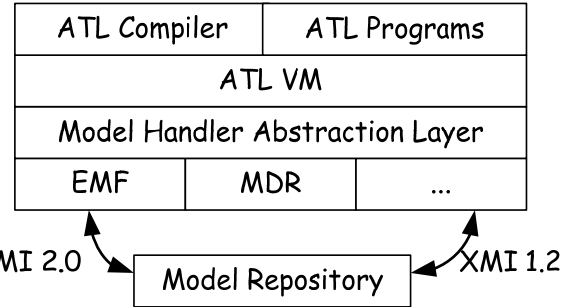 ATL Compiler ATL Programs
ATL VM
Model Handler Abstraction Layer
EMF MDR ...
MI 2.0 XMI 1.2
Model Repository